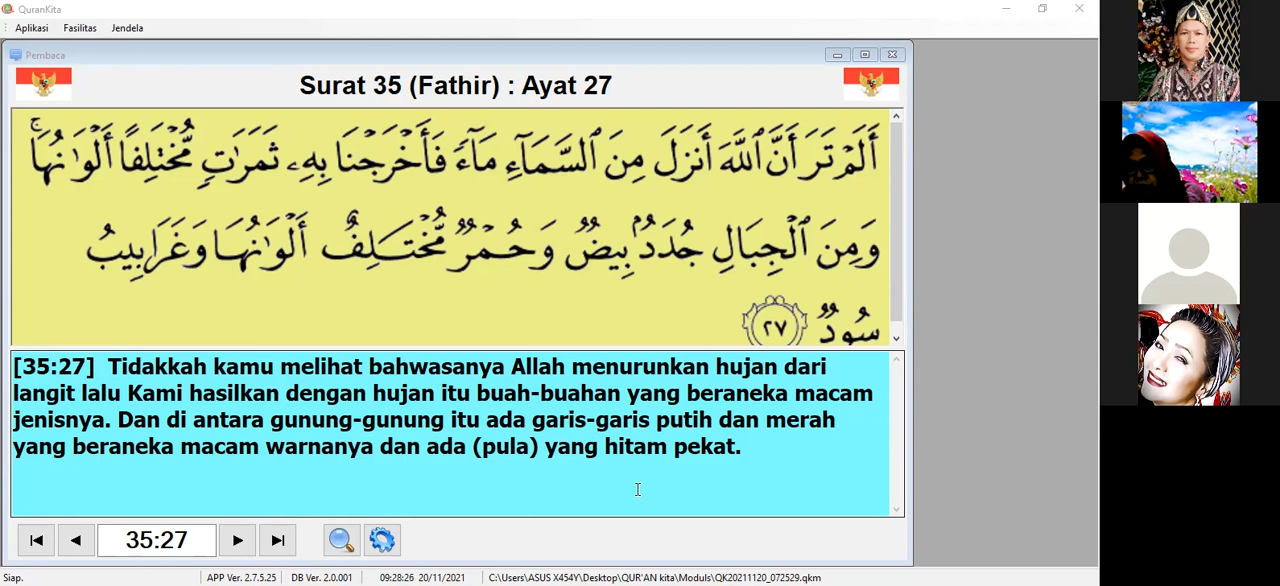 QuranKita
Aplikasi Fasilitas Jendela
Pembaca
Surat 35 (Fathir) : Ayat 27
أَلَمْ تَرَ أَنَّ ٱللَّهَ أَنزَلَ مِنَ ٱلسَّمَآءِ مَآءً فَأَخْرَجْنَا بِهِۦ ثَمَرَٰتٍ مُّخْتَلِفًا أَلْوَٰنُهَا ۚ
وَمِنَ ٱلْجِبَالِ جُدَدٌۢ بِيضٌ وَحُمْرٌ مُّخْتَلِفٌ أَلْوَٰنُهَا وَغَرَابِيبُ
سُودٌ ٢٧
[35:27] Tidakkah kamu melihat bahwasanya Allah menurunkan hujan dari
langit lalu Kami hasilkan dengan hujan itu buah-buahan yang beraneka macam
jenisnya. Dan di antara gunung-gunung itu ada garis-garis putih dan merah
yang beraneka macam warnanya dan ada (pula) yang hitam pekat.
35:27
Siap. APP Ver. 2.7.5.25 DB Ver. 2.0.001 09:28:26 20/11/2021 C:\Users\ASUS X454Y\Desktop\QUR'AN kita\Moduls\QK20211120_072529.qkm